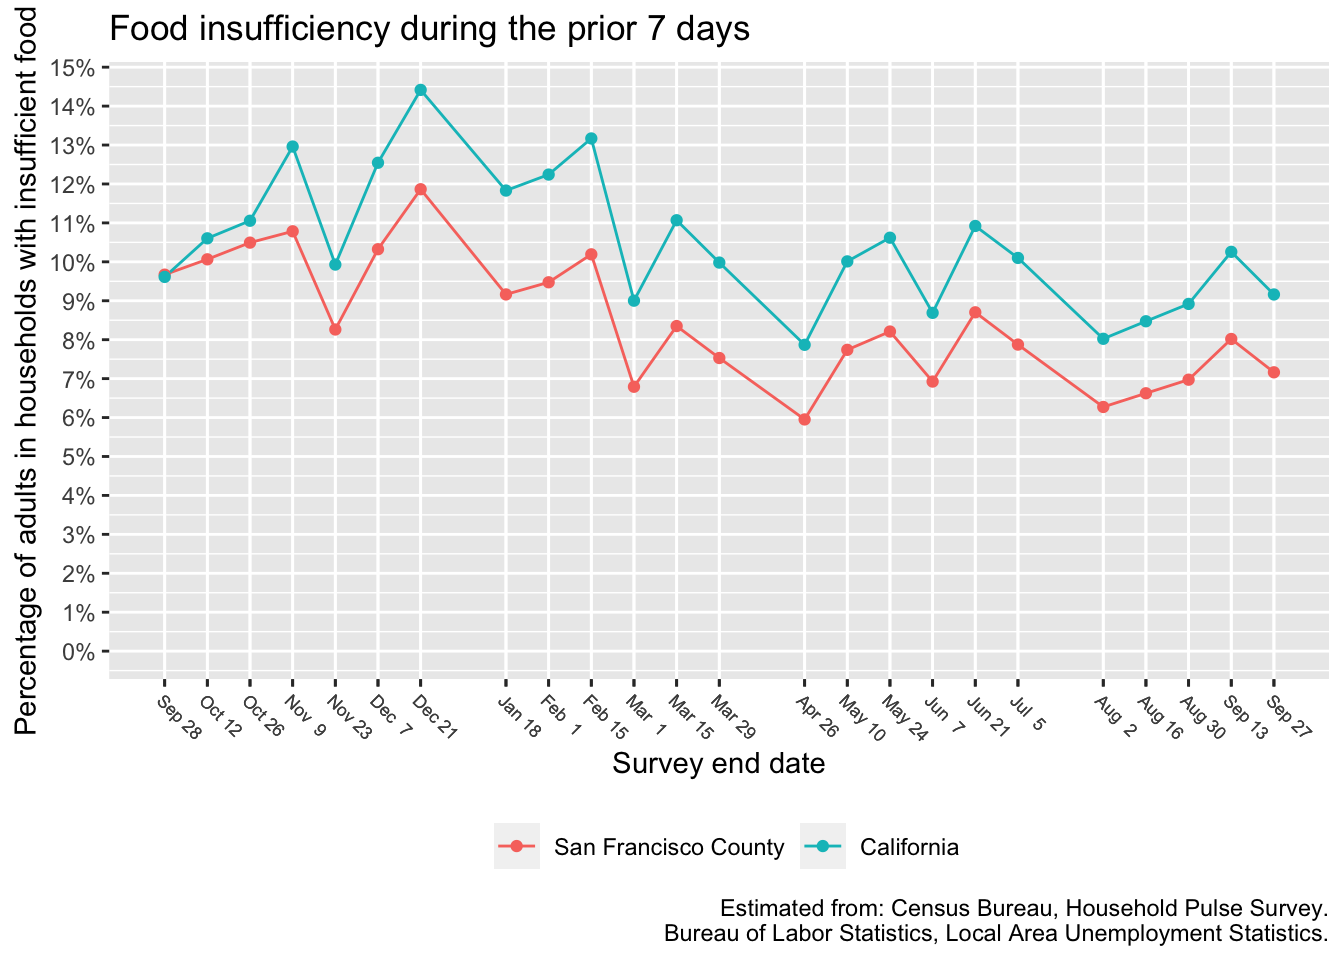 Food insufficiency during the prior 7 days
Percentage of adults in households with insufficient food
15%
14%
13%
12%
11%
10%
9%
8%
7%
6%
5%
4%
3%
2%
1%
0%
Sep 28
Oct 12
Oct 26
Nov 9
Nov 23
Dec 7
Dec 21
Jan 18
Feb 1
Feb 15
Mar 1
Mar 15
Mar 29
Apr 26
May 10
May 24
Jun 7
Jun 21
Jul 5
Aug 2
Aug 16
Aug 30
Sep 13
Sep 27
Survey end date
San Francisco County
California
Estimated from: Census Bureau, Household Pulse Survey.
Bureau of Labor Statistics, Local Area Unemployment Statistics.